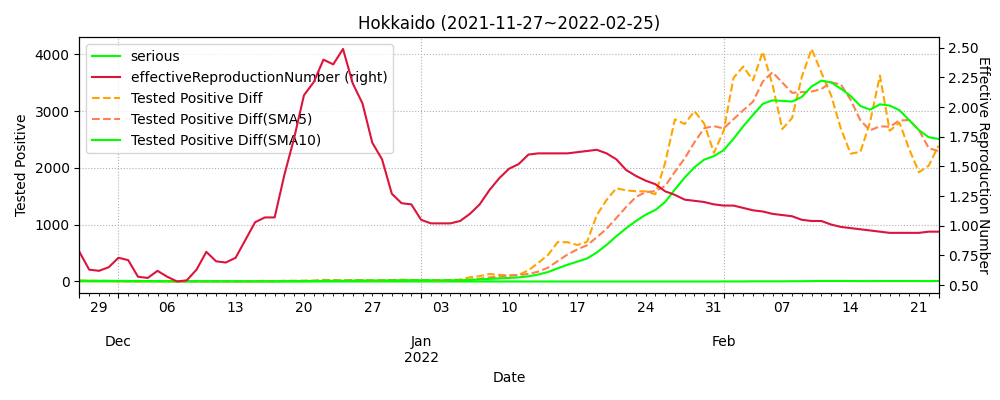 Hokkaido (2021-11-27~2022-02-25)
serious
effectiveReproductionNumber (right)
Tested Positive Diff
Tested Positive Diff(SMA5)
Tested Positive Diff(SMA10)
Tested Positive
4000
3000
2000
1000
0
2.50
2.25
2.00
1.75
1.50
1.25
1.00
0.75
0.50
Effective Reproduction Number
29 06 13 20 27 03 10 17 24 31 07 14 21
Dec Jan Feb
2022
Date